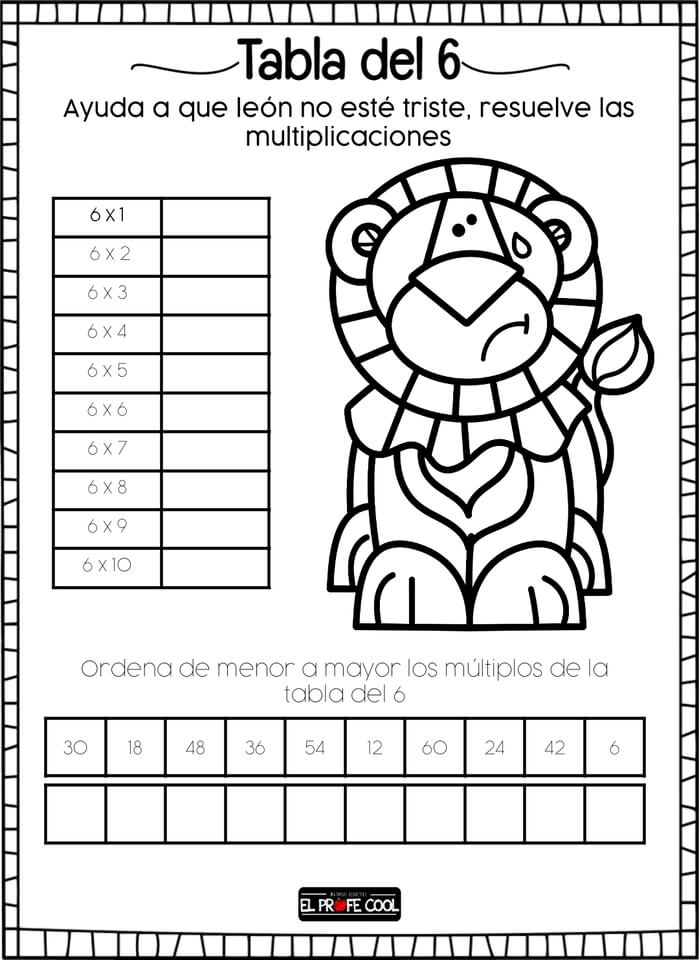 Tabla del 6
Ayuda a que león no esté triste, resuelve las
multiplicaciones
6 x 1
6 x 2
6 x 3
6 x 4
6 x 5
6 x 6
6 x 7
6 x 8
6 x 9
6 x 10
Ordena de menor a mayor los múltiplos de la
tabla del 6
30 18 48 36 54 12 60 24 42 6
EL PROFE COOL